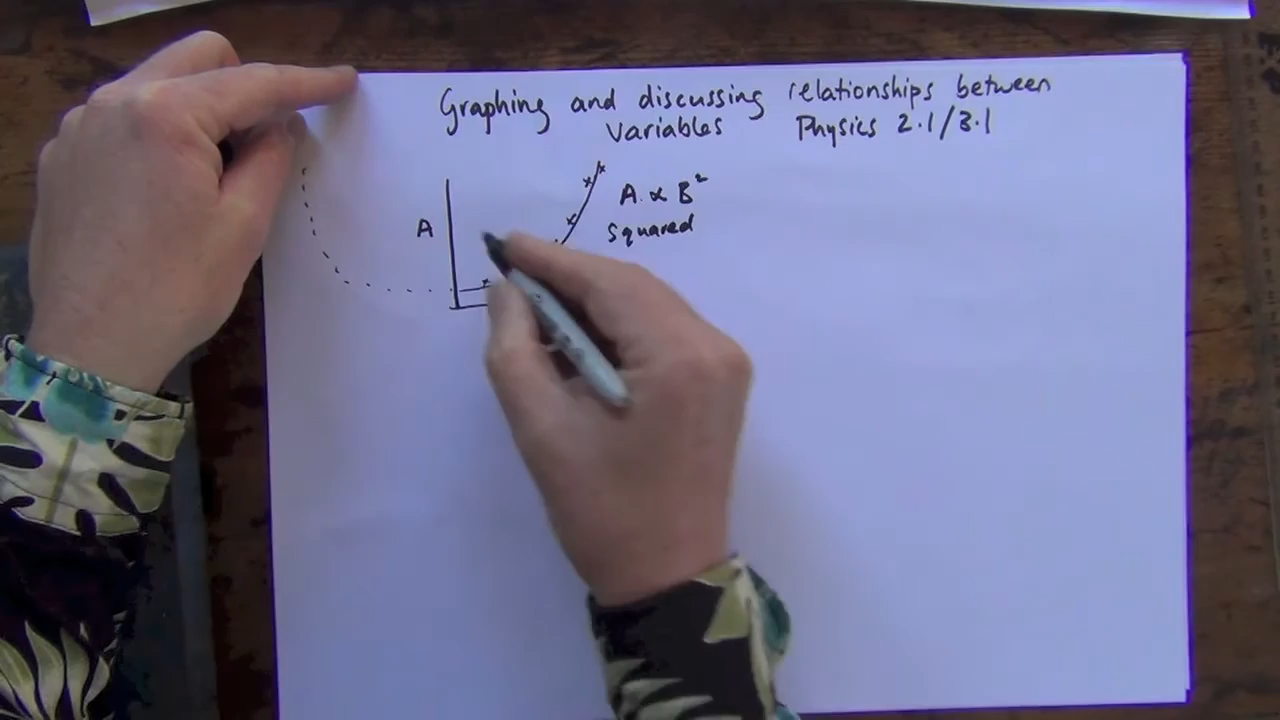 Graphing and discussing relationships between
variables Physics 2.1/3.1
A A ∝ B²
squared